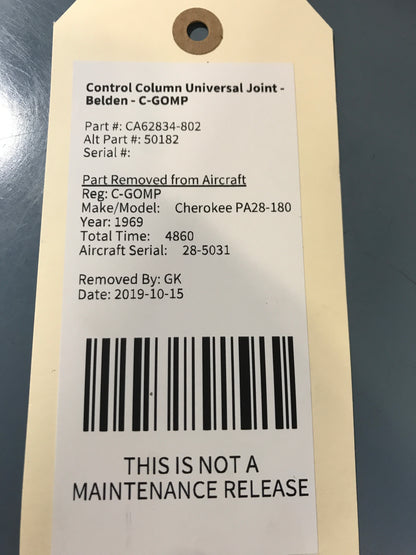 Control Column Universal Joint -
Belden - C-GOMP
Part #: CA62834-802
Alt Part #: 50182
Serial #:
Part Removed from Aircraft
Reg: C-GOMP
Make/Model: Cherokee PA28-180
Year: 1969
Total Time: 4860
Aircraft Serial: 28-5031
Removed By: GK
Date: 2019-10-15
THIS IS NOT A
MAINTENANCE RELEASE